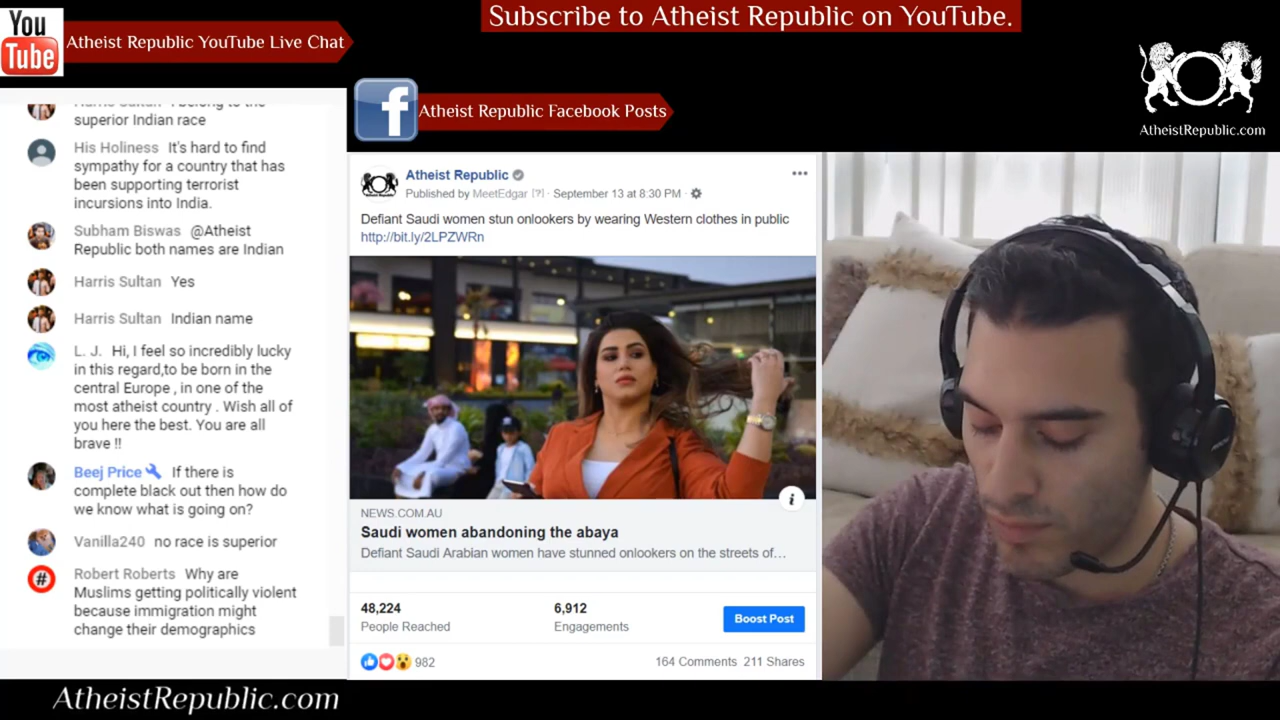 Subscribe to Atheist Republic on YouTube.
You
Tube
Atheist Republic YouTube Live Chat
Atheist Republic Facebook Posts
AtheistRepublic.com
Harris Sultan I belong to the
superior Indian race
His Holiness It's hard to find
sympathy for a country that has
been supporting terrorist
incursions into India.
Subham Biswas @Atheist
Republic both names are Indian
Harris Sultan Yes
Harris Sultan Indian name
L. J. Hi, I feel so incredibly lucky
in this regard,to be born in the
central Europe , in one of the
most atheist country . Wish all of
you here the best. You are all
brave !!
Beej Price If there is
complete black out then how do
we know what is going on?
Vanilla240 no race is superior
Robert Roberts Why are
Muslims getting politically violent
because immigration might
change their demographics
f
Atheist Republic
Published by MeetEdgar [?] · September 13 at 8:30 PM ·
Defiant Saudi women stun onlookers by wearing Western clothes in public
http://bit.ly/2LPZWRn
i
NEWS.COM.AU
Saudi women abandoning the abaya
Defiant Saudi Arabian women have stunned onlookers on the streets of…
48,224
People Reached
6,912
Engagements
Boost Post
982
164 Comments 211 Shares
AtheistRepublic.com